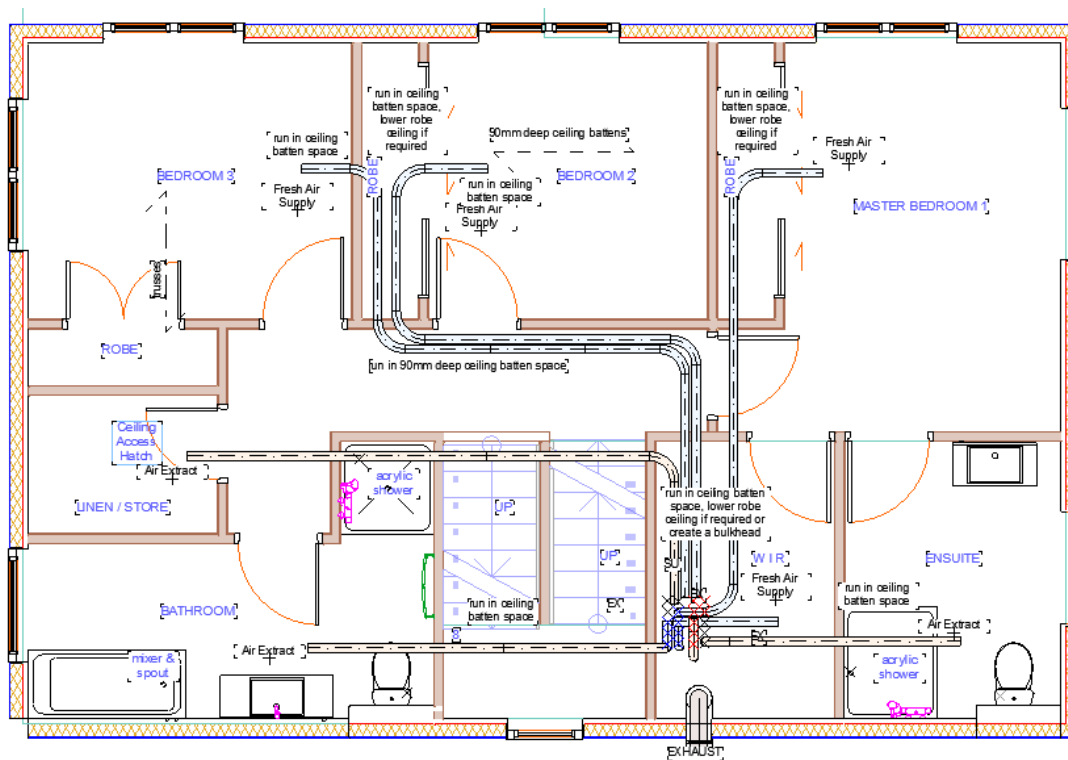 run in ceiling
batten space,
lower robe
ceiling if
required
run in ceiling
batten space
90mm deep ceiling battens
run in ceiling
batten space,
lower robe
ceiling if
required
Fresh Air
Supply
BEDROOM 3
ROBE
BEDROOM 2
ROBE
Fresh Air
Supply
run in ceiling
batten space
Fresh Air
Supply
MASTER BEDROOM 1
trusses
ROBE
run in 90mm deep ceiling batten space
Ceiling
Access
Hatch
Air Extract
LINEN / STORE
acrylic
shower
UP
UP
run in ceiling batten
space, lower robe
ceiling if required or
create a bulkhead
W I R
Fresh Air
Supply
ENSUITE
SU
EX
run in ceiling
batten space
run in ceiling
batten space
BATHROOM
Air Extract
Air Extract
EX
mixer &
spout
acrylic
shower
EXHAUST